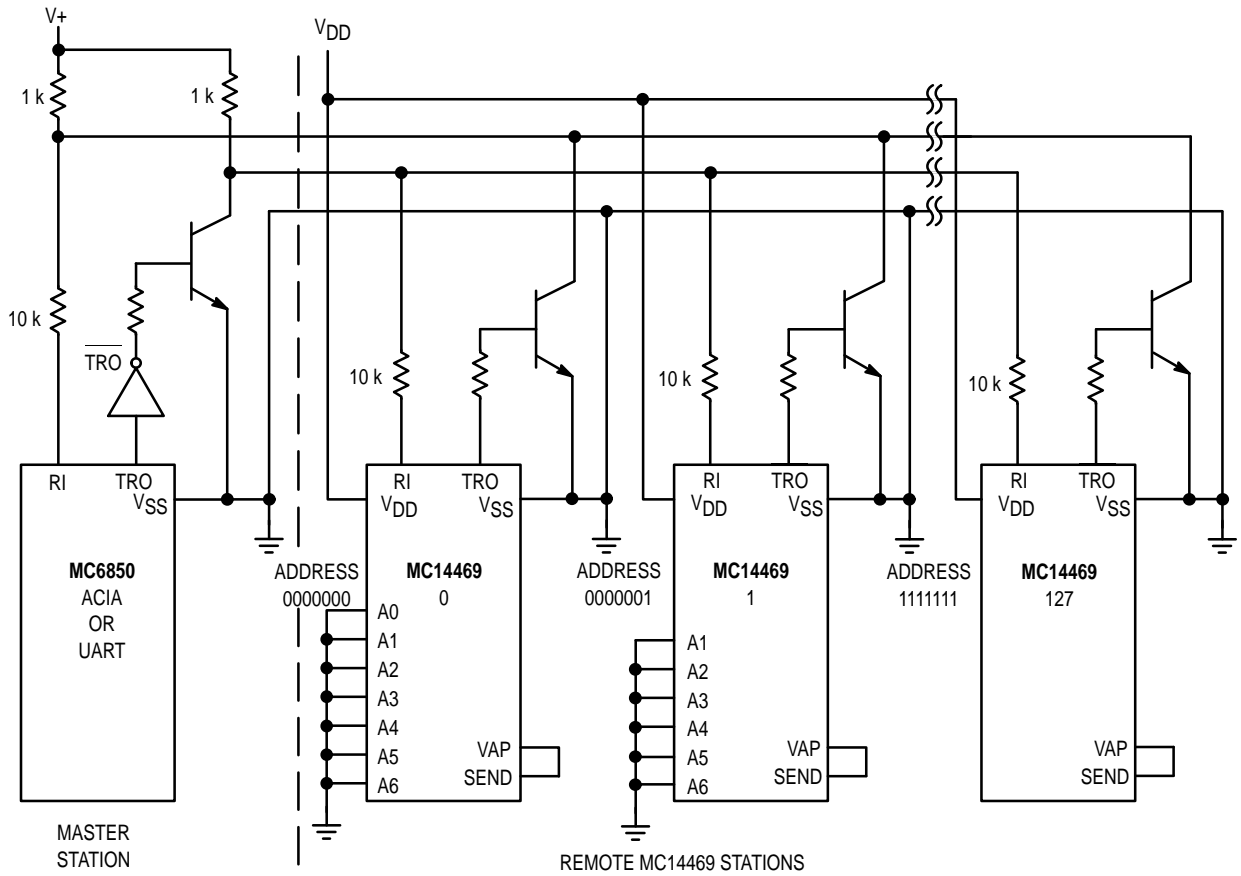 V+
VDD
1 k
1 k
10 k
TRO
10 k
10 k
10 k
RI
TRO
VSS
RI
TRO
VDD
VSS
RI
TRO
VDD
VSS
RI
TRO
VDD
VSS
MC6850
ACIA
OR
UART
ADDRESS
0000000
MC14469
0
ADDRESS
0000001
MC14469
1
ADDRESS
1111111
MC14469
127
A0
A1
A2
A3
A4
A5
A6
VAP
SEND
A1
A2
A3
A4
A5
A6
VAP
SEND
VAP
SEND
MASTER
STATION
REMOTE MC14469 STATIONS